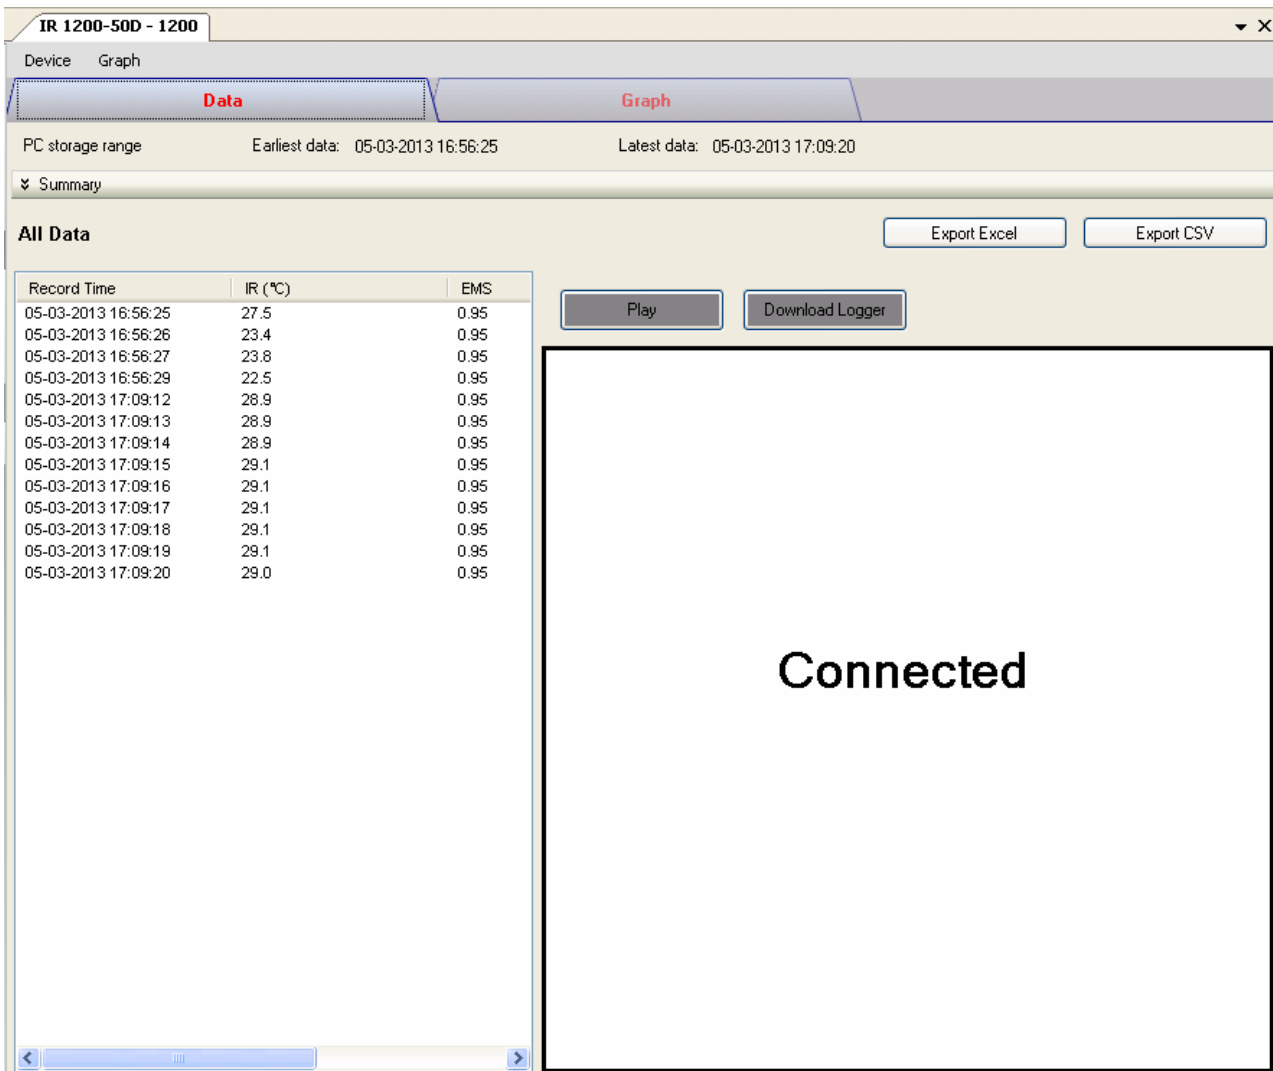 IR 1200-50D - 1200
Device Graph
Data Graph
PC storage range Earliest data: 05-03-2013 16:56:25 Latest data: 05-03-2013 17:09:20
Summary
All Data Export Excel Export CSV
Record Time IR (°C) EMS
Play Download Logger
05-03-2013 16:56:25 27.5 0.95
05-03-2013 16:56:26 23.4 0.95
05-03-2013 16:56:27 23.8 0.95
05-03-2013 16:56:29 22.5 0.95
05-03-2013 17:09:12 28.9 0.95
05-03-2013 17:09:13 28.9 0.95
05-03-2013 17:09:14 28.9 0.95
05-03-2013 17:09:15 29.1 0.95
05-03-2013 17:09:16 29.1 0.95
05-03-2013 17:09:17 29.1 0.95
05-03-2013 17:09:18 29.1 0.95
05-03-2013 17:09:19 29.1 0.95
05-03-2013 17:09:20 29.0 0.95
Connected